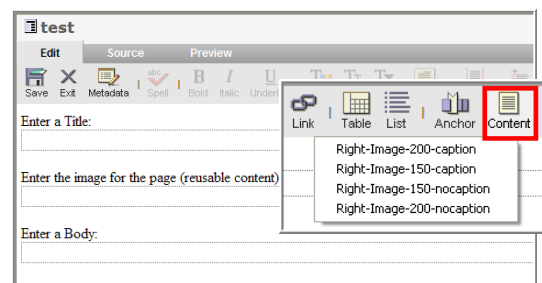 test
Edit Source Preview
Save Exit Metadata abc Spell Bold Italic Underl
Link Table List Anchor Content
Enter a Title:
Right-Image-200-caption
Right-Image-150-caption
Right-Image-150-nocaption
Right-Image-200-nocaption
Enter the image for the page (reusable content)
Enter a Body: